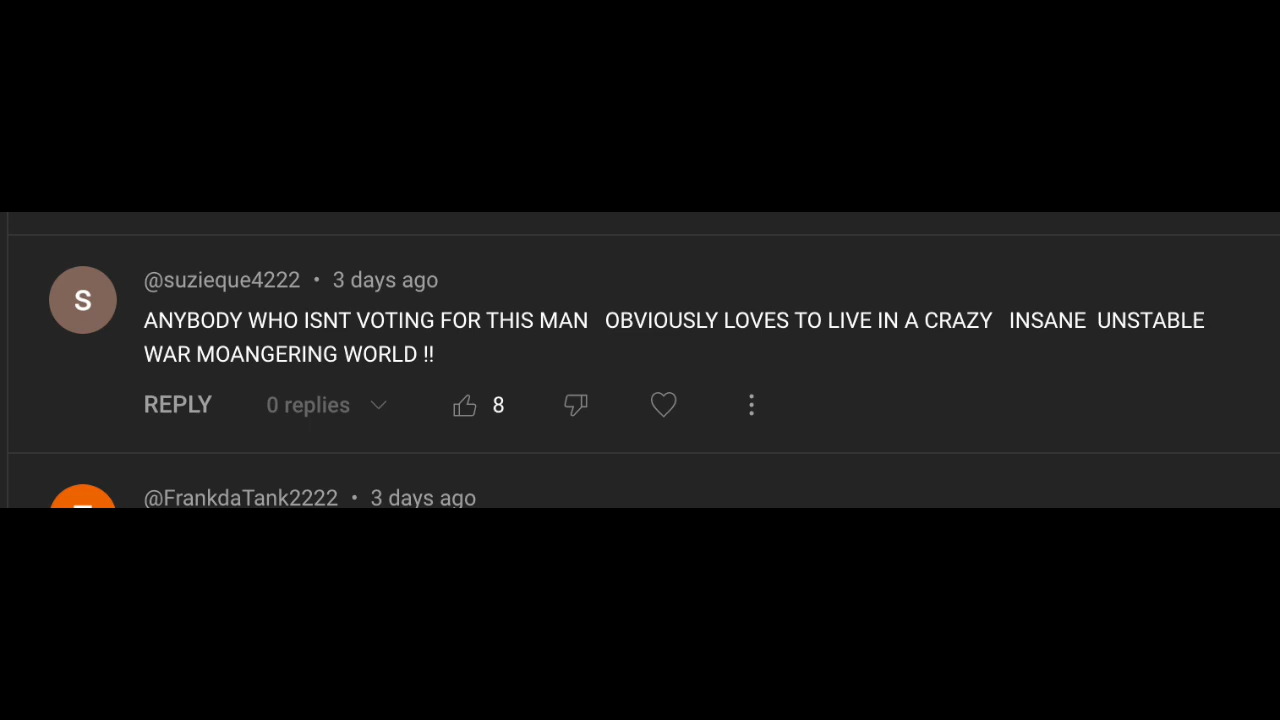 S
@suzieque4222 • 3 days ago
ANYBODY WHO ISNT VOTING FOR THIS MAN   OBVIOUSLY LOVES TO LIVE IN A CRAZY   INSANE  UNSTABLE
WAR MOANGERING WORLD !!
REPLY 0 replies 8
@FrankdaTank2222 • 3 days ago